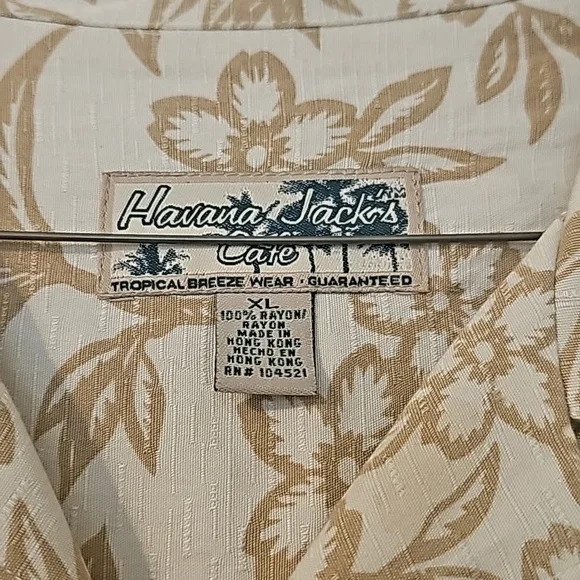 Havana Jack's
Cafe
TROPICAL BREEZE WEAR · GUARANTEED
XL
100% RAYON/
RAYON
MADE IN
HONG KONG
HECHO EN
HONG KONG
RN# 104521